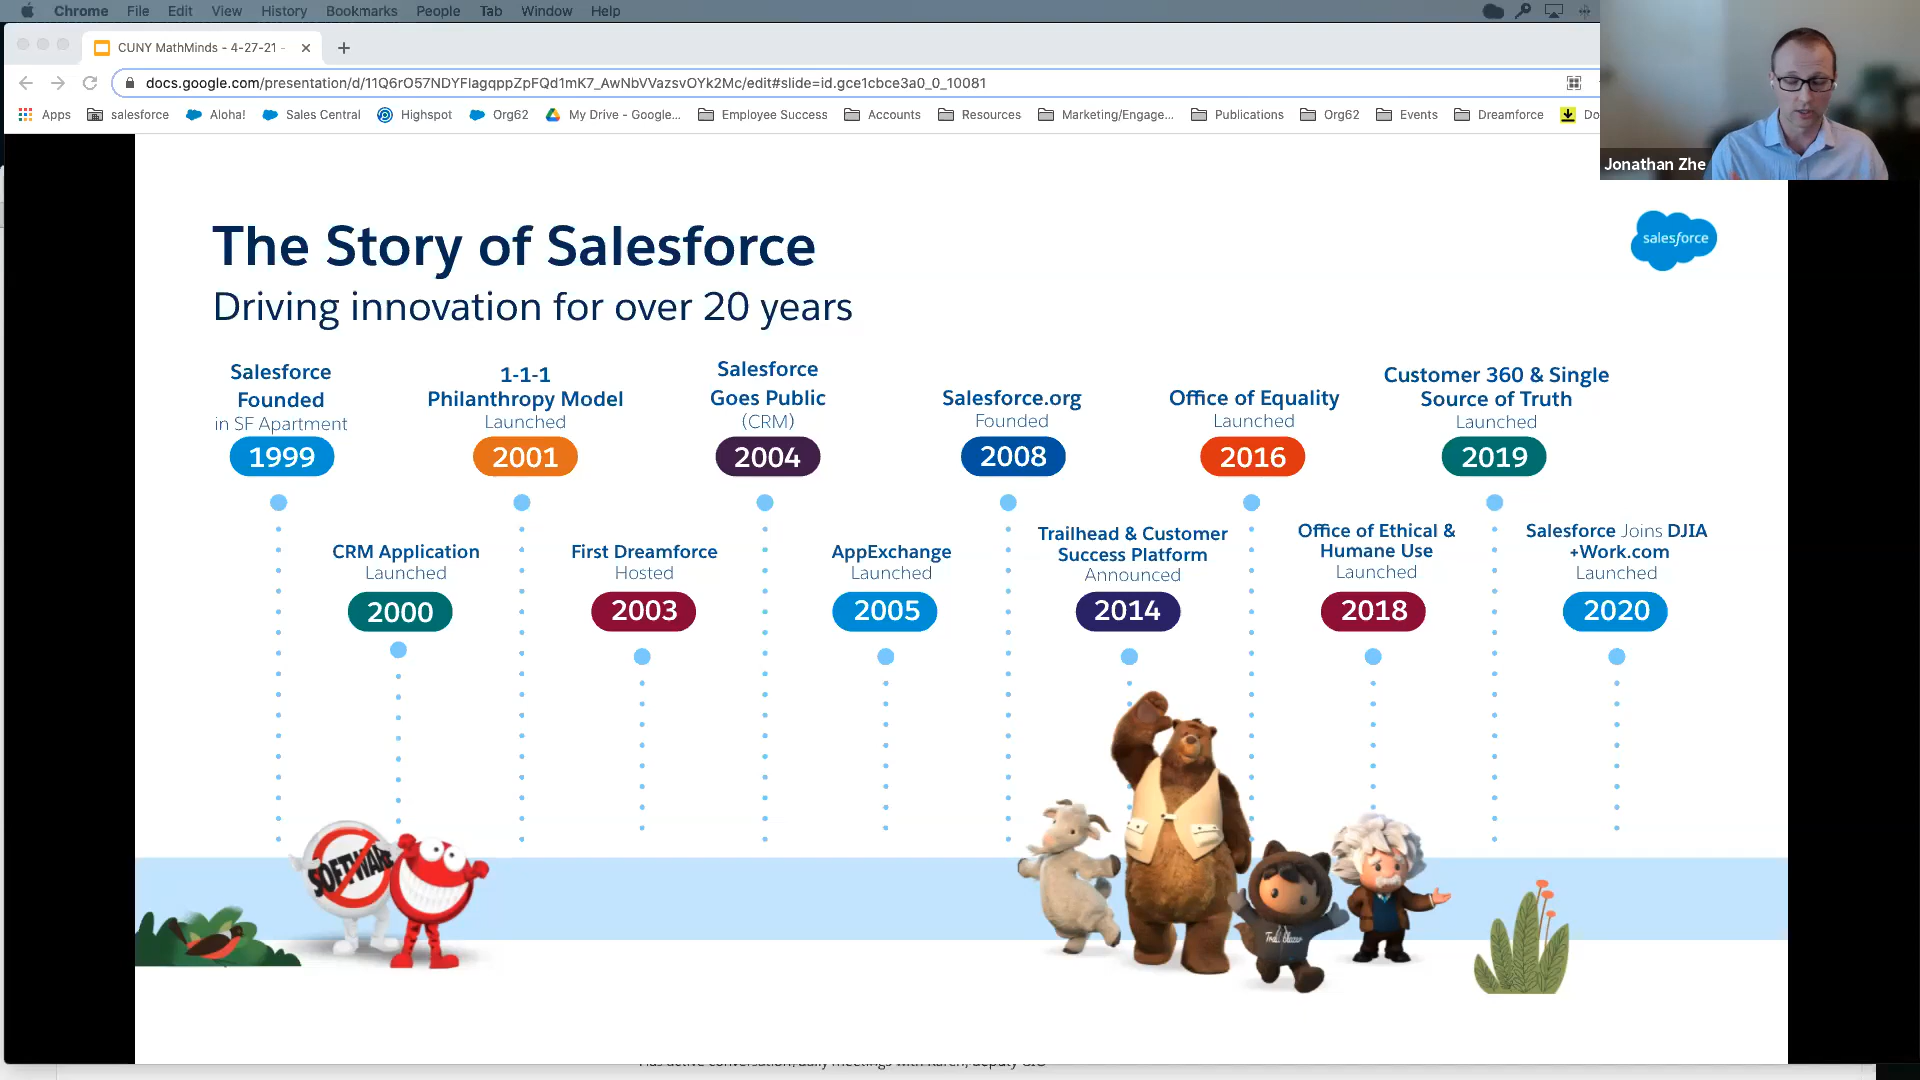 Chrome File Edit View History Bookmarks People Tab Window Help
CUNY MathMinds - 4-27-21 -
docs.google.com/presentation/d/11Q6rO57NDYFlagqppZpFQd1mK7_AwNbVVazsvOYk2Mc/edit#slide=id.gce1cbce3a0_0_10081
Apps salesforce Aloha! Sales Central Highspot Org62 My Drive - Google... Employee Success Accounts Resources Marketing/Engage... Publications Org62 Events Dreamforce Do
Jonathan Zhe
The Story of Salesforce
salesforce
Driving innovation for over 20 years
Salesforce
Founded
in SF Apartment
1999
1-1-1
Philanthropy Model
Launched
2001
Salesforce
Goes Public
(CRM)
2004
Salesforce.org
Founded
2008
Office of Equality
Launched
2016
Customer 360 & Single
Source of Truth
Launched
2019
CRM Application
Launched
2000
First Dreamforce
Hosted
2003
AppExchange
Launched
2005
Trailhead & Customer
Success Platform
Announced
2014
Office of Ethical &
Humane Use
Launched
2018
Salesforce Joins DJIA
+Work.com
Launched
2020
SOFTWARE